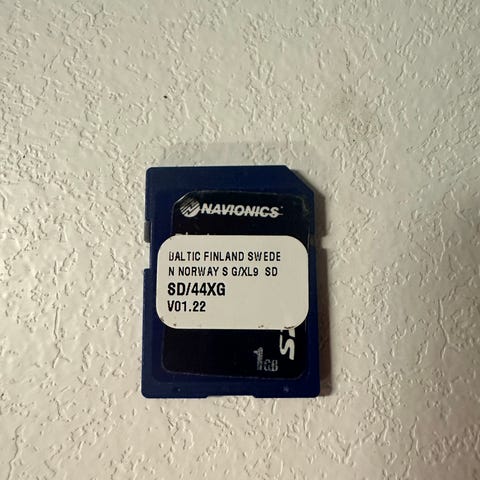 NAVIONICS
BALTIC FINLAND SWEDE
N NORWAY S G/XL9 SD
SD/44XG
V01.22
1GB